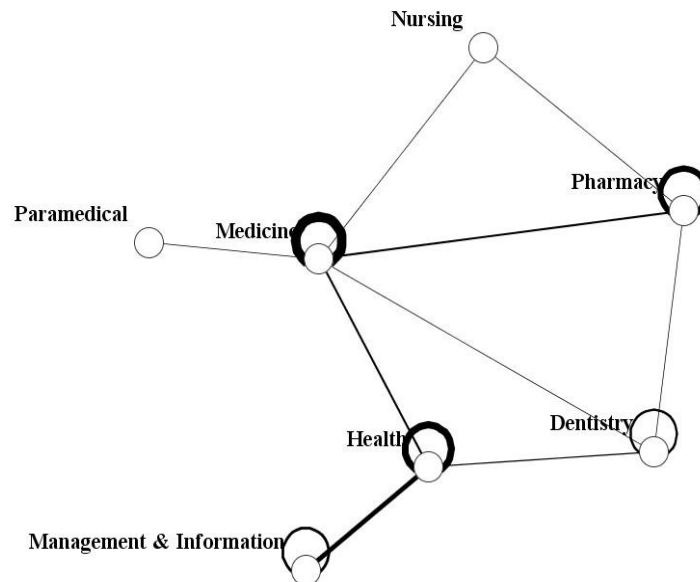 Nursing
Pharmacy
Paramedical
Medicine
Dentistry
Health
Management & Information